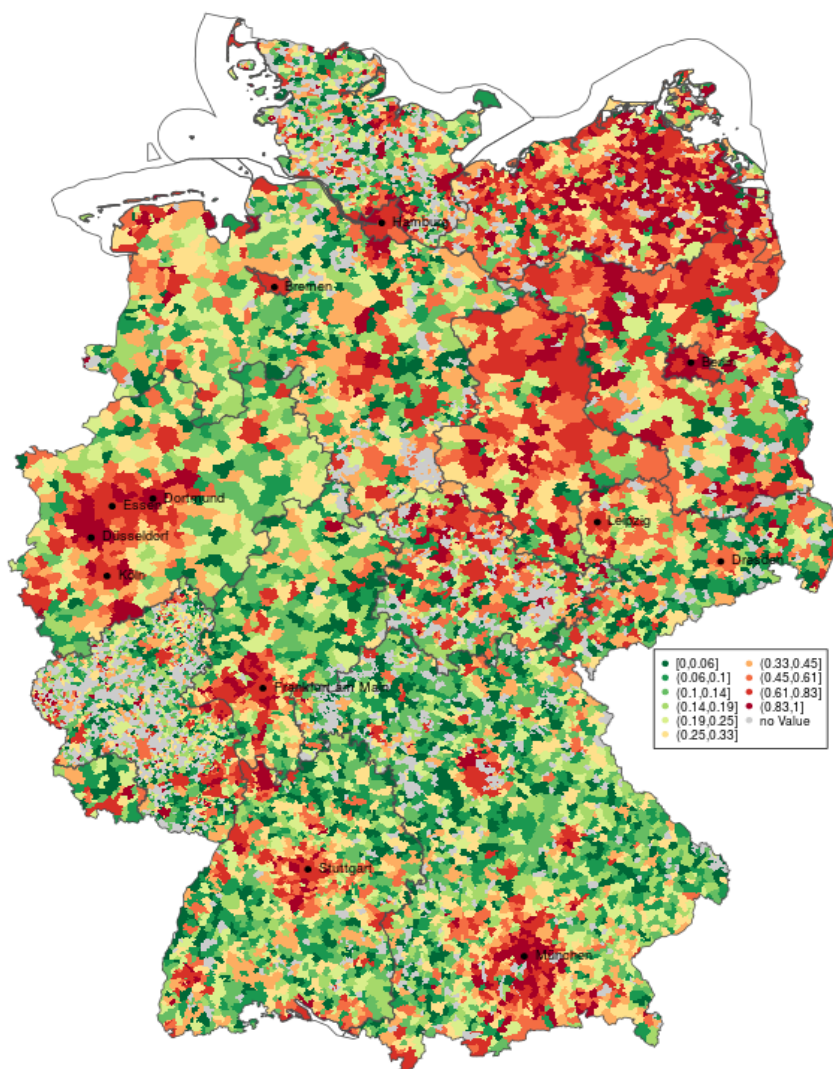 Hamburg
Bremen
Dortmund
Essen
Düsseldorf
Köln
Leipzig
Dresden
Frankfurt am Main
Stuttgart
München
[0,0.06]
(0.06,0.1]
(0.1,0.14]
(0.14,0.19]
(0.19,0.25]
(0.25,0.33]
(0.33,0.45]
(0.45,0.61]
(0.61,0.83]
(0.83,1]
no Value